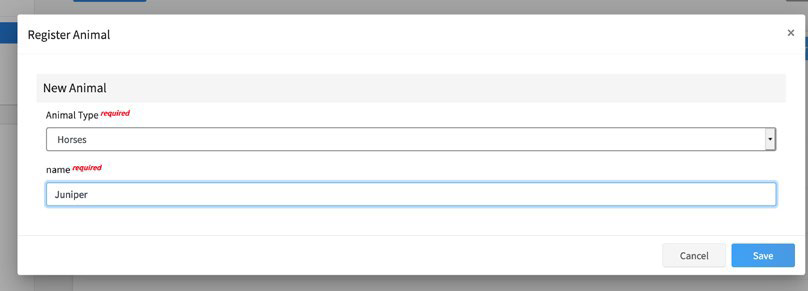 Register Animal ×
New Animal
Animal Type required
Horses
name required
Juniper
Cancel Save